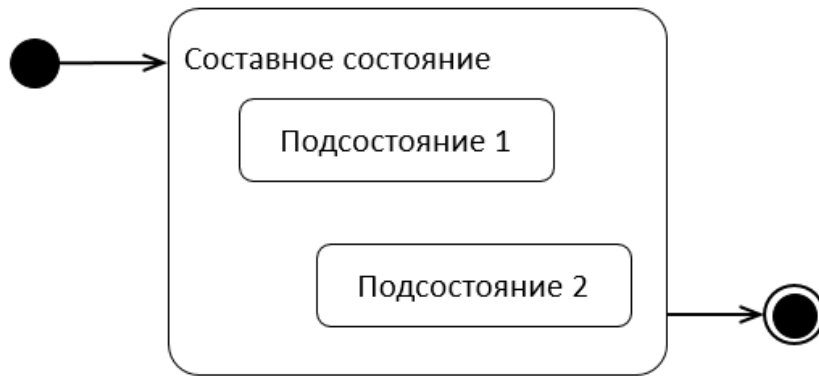 Составное состояние
Подсостояние 1
Подсостояние 2